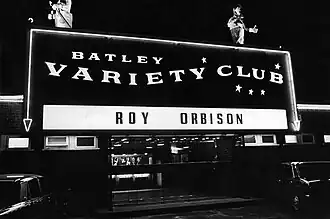 BATLEY
VARIETY CLUB
ROY ORBISON